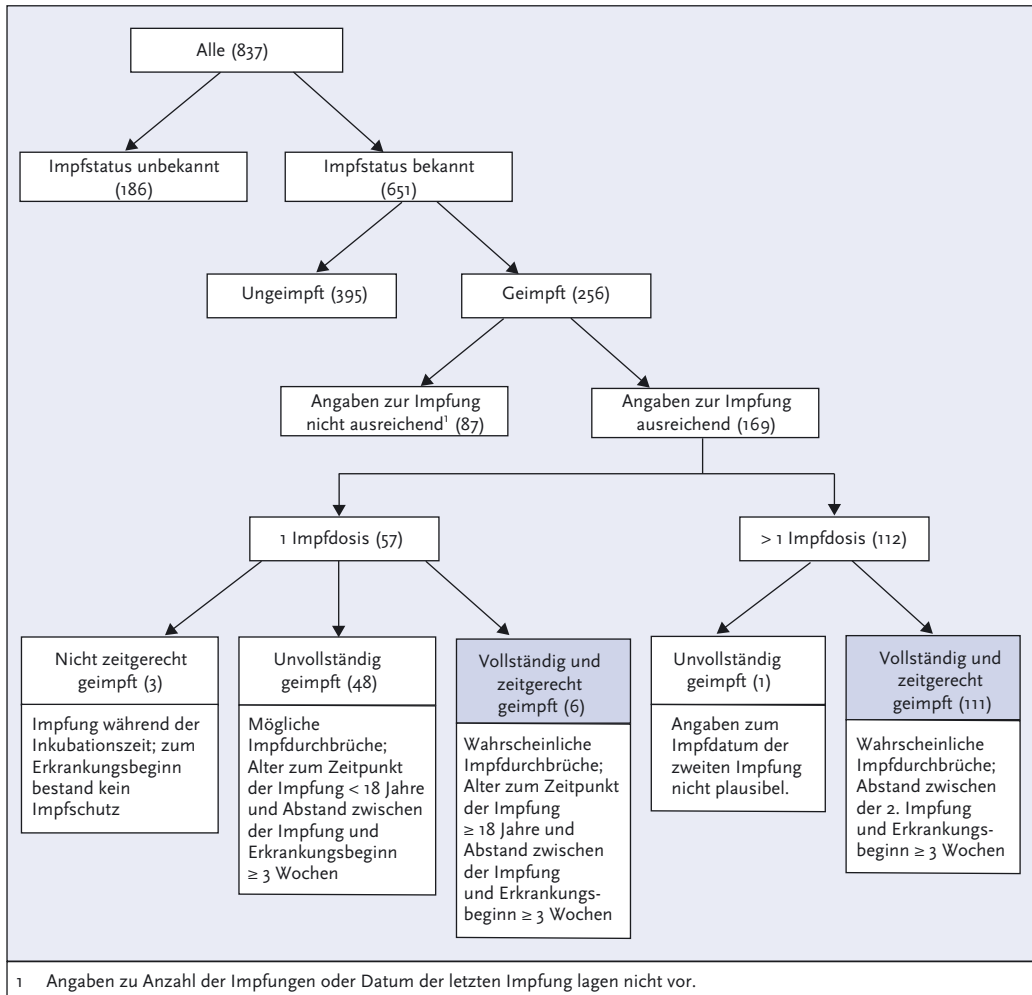 Alle (837)
Impfstatus unbekannt
(186)
Impfstatus bekannt
(651)
Ungeimpft (395)
Geimpft (256)
Angaben zur Impfung
nicht ausreichend¹ (87)
Angaben zur Impfung
ausreichend (169)
1 Impfdosis (57)
> 1 Impfdosis (112)
Nicht zeitgerecht
geimpft (3)
Impfung während der
Inkubationszeit; zum
Erkrankungsbeginn
bestand kein
Impfschutz
Unvollständig
geimpft (48)
Mögliche
Impfdurchbrüche;
Alter zum Zeitpunkt
der Impfung < 18 Jahre
und Abstand zwischen
der Impfung und
Erkrankungsbeginn
≥ 3 Wochen
Vollständig und
zeitgerecht
geimpft (6)
Wahrscheinliche
Impfdurchbrüche;
Alter zum Zeitpunkt
der Impfung
≥ 18 Jahre und
Abstand zwischen
der Impfung
und Erkrankungs-
beginn ≥ 3 Wochen
Unvollständig
geimpft (1)
Angaben zum
Impfdatum der
zweiten Impfung
nicht plausibel.
Vollständig und
zeitgerecht
geimpft (111)
Wahrscheinliche
Impfdurchbrüche;
Abstand zwischen
der 2. Impfung
und Erkrankungs-
beginn ≥ 3 Wochen
1 Angaben zu Anzahl der Impfungen oder Datum der letzten Impfung lagen nicht vor.